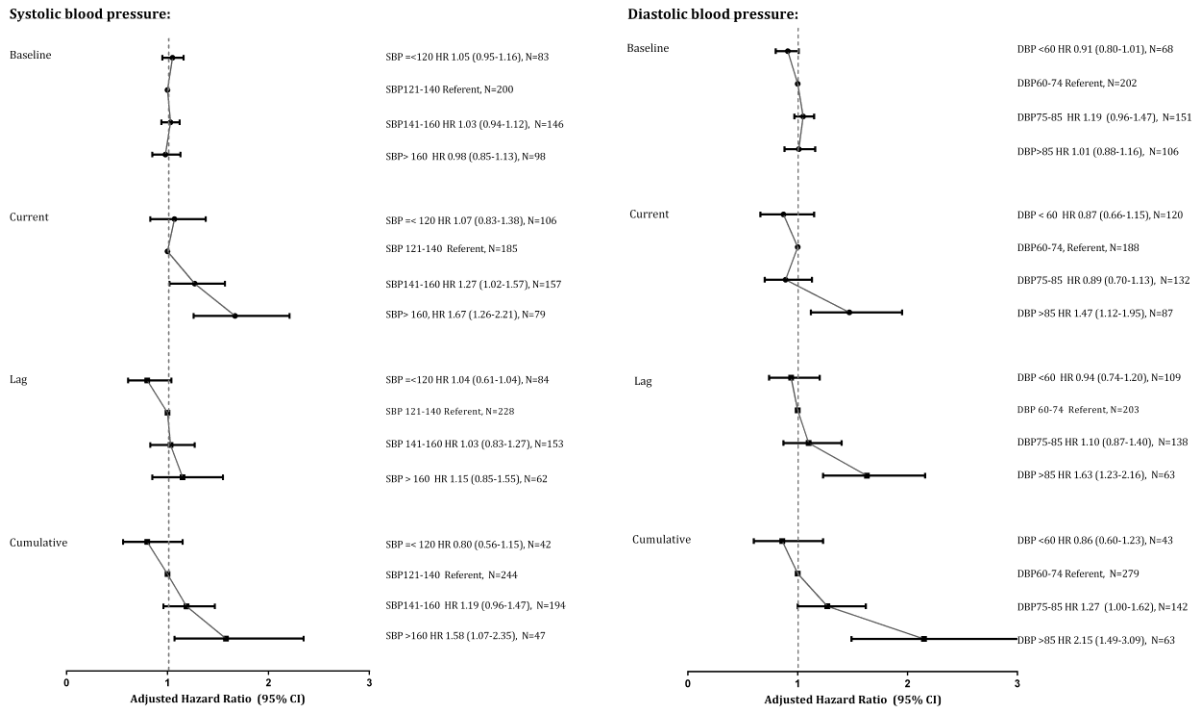 Systolic blood pressure:
Baseline
SBP =<120 HR 1.05 (0.95-1.16), N=83
SBP121-140 Referent, N=200
SBP141-160 HR 1.03 (0.94-1.12), N=146
SBP> 160 HR 0.98 (0.85-1.13), N=98
Current
SBP =< 120 HR 1.07 (0.83-1.38), N=106
SBP 121-140 Referent, N=185
SBP141-160 HR 1.27 (1.02-1.57), N=157
SBP> 160, HR 1.67 (1.26-2.21), N=79
Lag
SBP =<120 HR 1.04 (0.61-1.04), N=84
SBP 121-140 Referent, N=228
SBP 141-160 HR 1.03 (0.83-1.27), N=153
SBP > 160 HR 1.15 (0.85-1.55), N=62
Cumulative
SBP =< 120 HR 0.80 (0.56-1.15), N=42
SBP121-140 Referent, N=244
SBP141-160 HR 1.19 (0.96-1.47), N=194
SBP >160 HR 1.58 (1.07-2.35), N=47
0 1 2 3
Adjusted Hazard Ratio (95% CI)
Diastolic blood pressure:
Baseline
DBP <60 HR 0.91 (0.80-1.01), N=68
DBP60-74 Referent, N=202
DBP75-85 HR 1.19 (0.96-1.47), N=151
DBP>85 HR 1.01 (0.88-1.16), N=106
Current
DBP < 60 HR 0.87 (0.66-1.15), N=120
DBP60-74, Referent, N=188
DBP75-85 HR 0.89 (0.70-1.13), N=132
DBP >85 HR 1.47 (1.12-1.95), N=87
Lag
DBP <60 HR 0.94 (0.74-1.20), N=109
DBP 60-74 Referent, N=203
DBP75-85 HR 1.10 (0.87-1.40), N=138
DBP >85 HR 1.63 (1.23-2.16), N=63
Cumulative
DBP <60 HR 0.86 (0.60-1.23), N=43
DBP60-74 Referent, N=279
DBP75-85 HR 1.27 (1.00-1.62), N=142
DBP >85 HR 2.15 (1.49-3.09), N=63
0 1 2 3
Adjusted Hazard Ratio (95% CI)